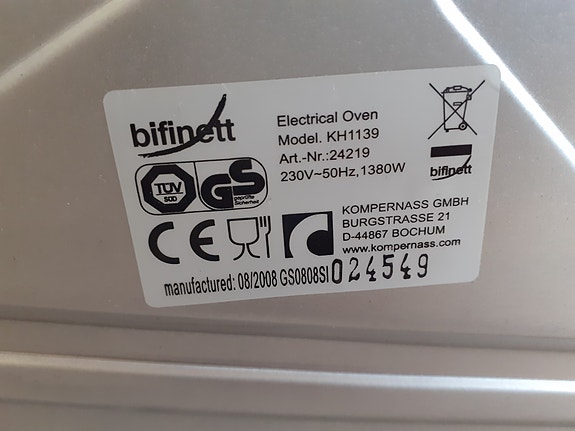 bifinett
Electrical Oven
Model. KH1139
Art.-Nr.:24219
230V~50Hz,1380W
bifinett
TÜV
SÜD
GS
geprüfte
Sicherheit
CE
KOMPERNASS GMBH
BURGSTRASSE 21
D-44867 BOCHUM
www.kompernass.com
manufactured: 08/2008 GS0808SI 024549